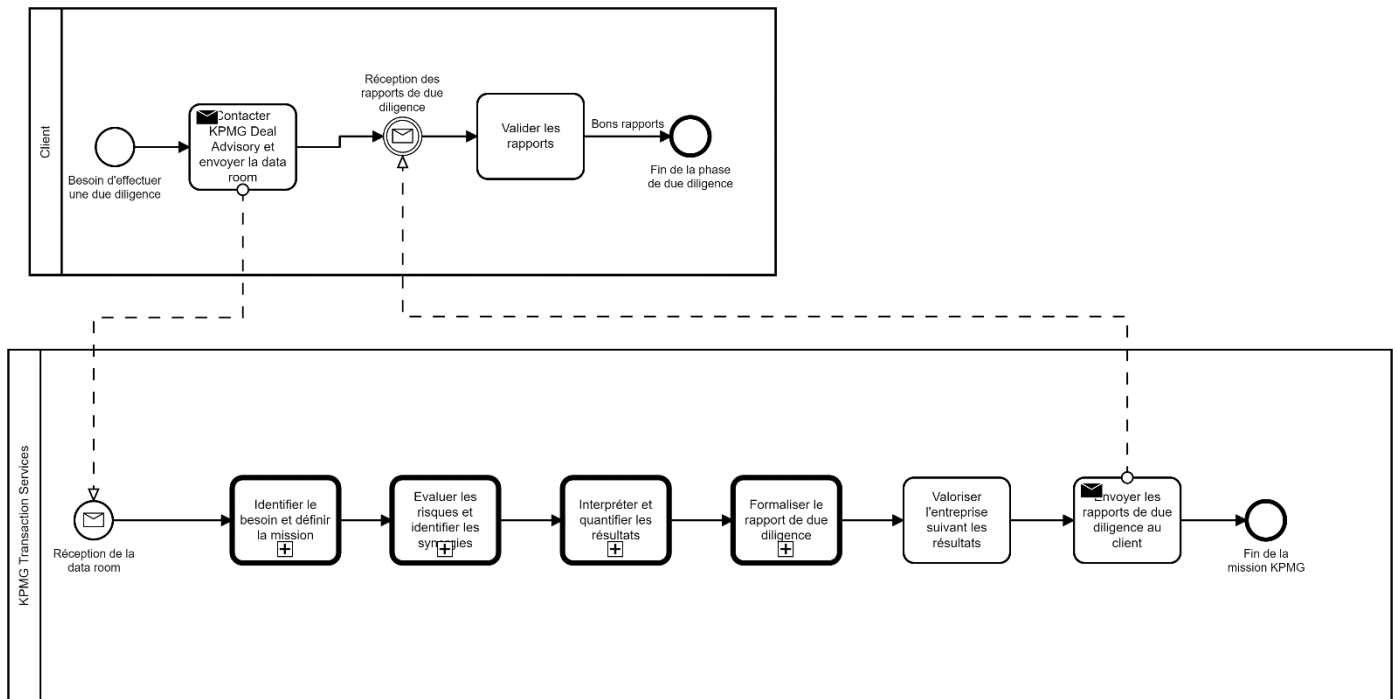 Client
Besoin d'effectuer
une due diligence
Contacter
KPMG Deal
Advisory et
envoyer la data
room
Réception des
rapports de due
diligence
Valider les
rapports
Bons rapports
Fin de la phase
de due diligence
KPMG Transaction Services
Réception de la
data room
Identifier le
besoin et définir
la mission
Evaluer les
risques et
identifier les
synergies
Interpréter et
quantifier les
résultats
Formaliser le
rapport de due
diligence
Valoriser
l'entreprise
suivant les
résultats
Envoyer les
rapports de due
diligence au
client
Fin de la
mission KPMG